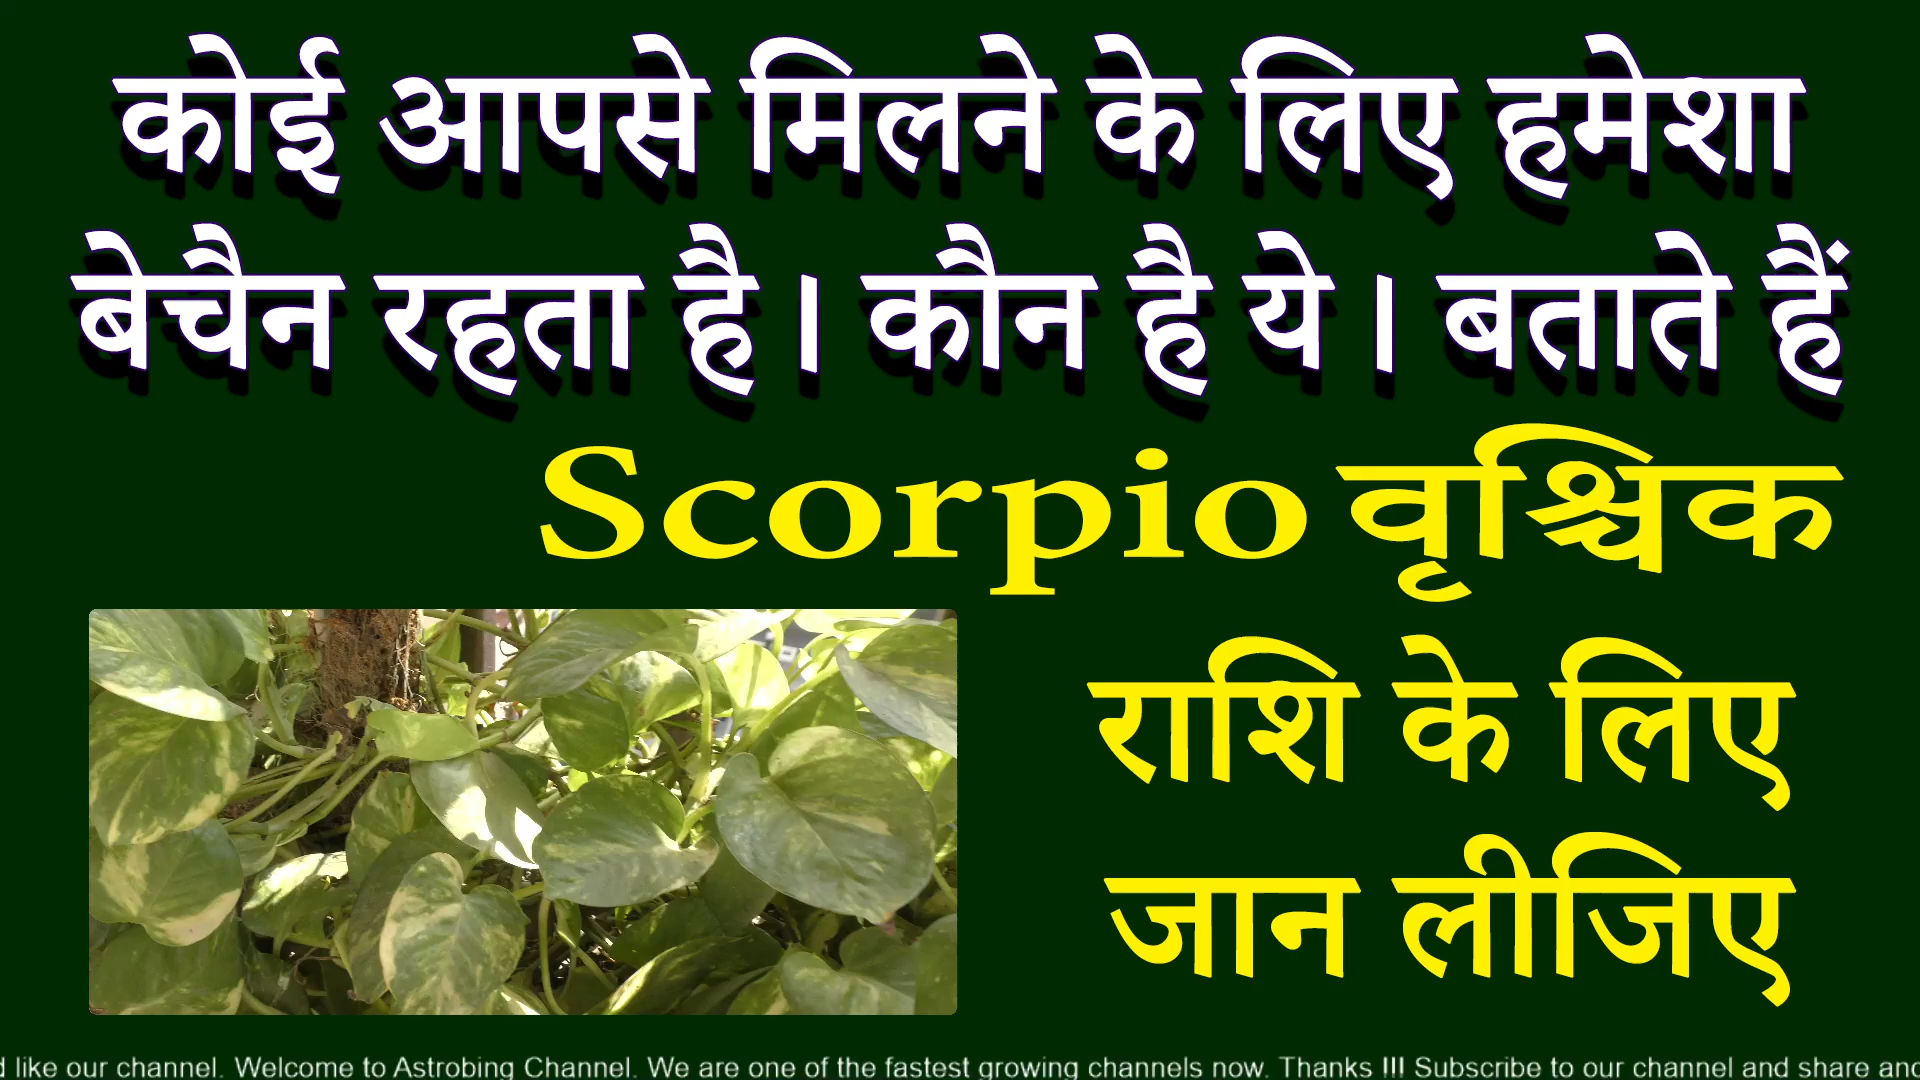 कोई आपसे मिलने के लिए हमेशा
बेचैन रहता है । कौन है ये । बताते हैं
Scorpio वृश्चिक
राशि के लिए
जान लीजिए
like our channel. Welcome to Astrobing Channel. We are one of the fastest growing channels now. Thanks !!! Subscribe to our channel and share